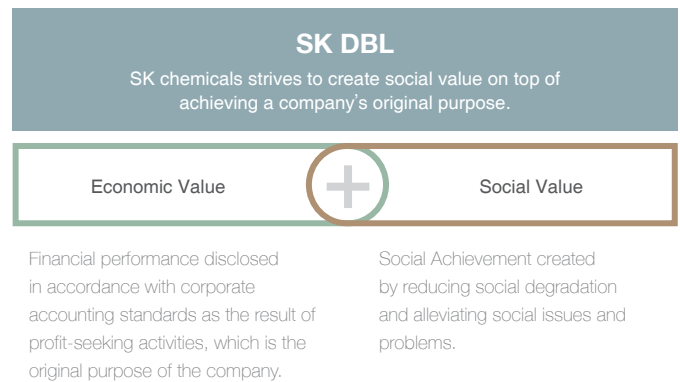 SK DBL
SK chemicals strives to create social value on top of
achieving a company's original purpose.
Economic Value
+
Social Value
Financial performance disclosed
in accordance with corporate
accounting standards as the result of
profit-seeking activities, which is the
original purpose of the company.
Social Achievement created
by reducing social degradation
and alleviating social issues and
problems.